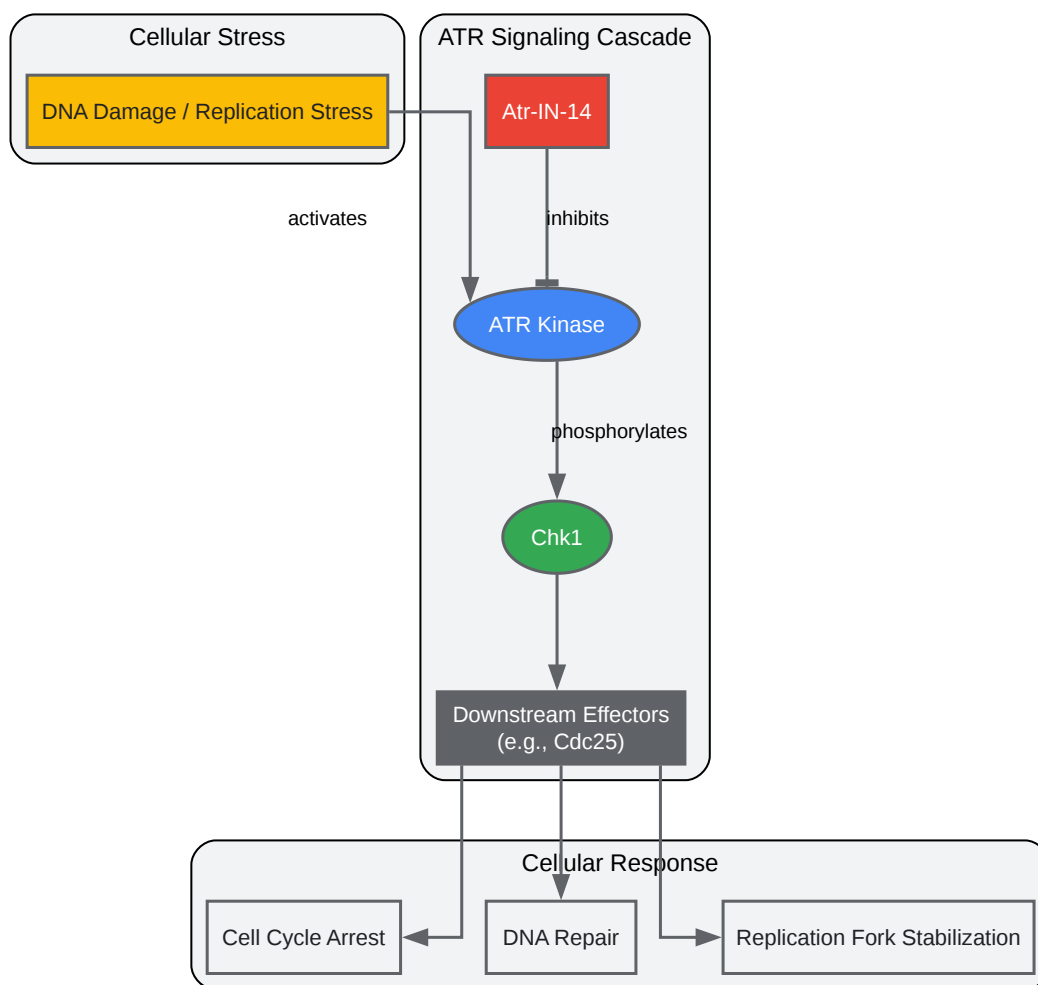 Cellular Stress
ATR Signaling Cascade
DNA Damage / Replication Stress
Atr-IN-14
activates
inhibits
ATR Kinase
phosphorylates
Chk1
Downstream Effectors
(e.g., Cdc25)
Cellular Response
Cell Cycle Arrest
DNA Repair
Replication Fork Stabilization